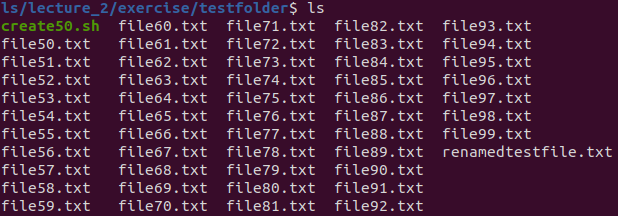 ls/lecture_2/exercise/testfolder$ ls
create50.sh file60.txt file71.txt file82.txt file93.txt
file50.txt file61.txt file72.txt file83.txt file94.txt
file51.txt file62.txt file73.txt file84.txt file95.txt
file52.txt file63.txt file74.txt file85.txt file96.txt
file53.txt file64.txt file75.txt file86.txt file97.txt
file54.txt file65.txt file76.txt file87.txt file98.txt
file55.txt file66.txt file77.txt file88.txt file99.txt
file56.txt file67.txt file78.txt file89.txt renamedtestfile.txt
file57.txt file68.txt file79.txt file90.txt
file58.txt file69.txt file80.txt file91.txt
file59.txt file70.txt file81.txt file92.txt